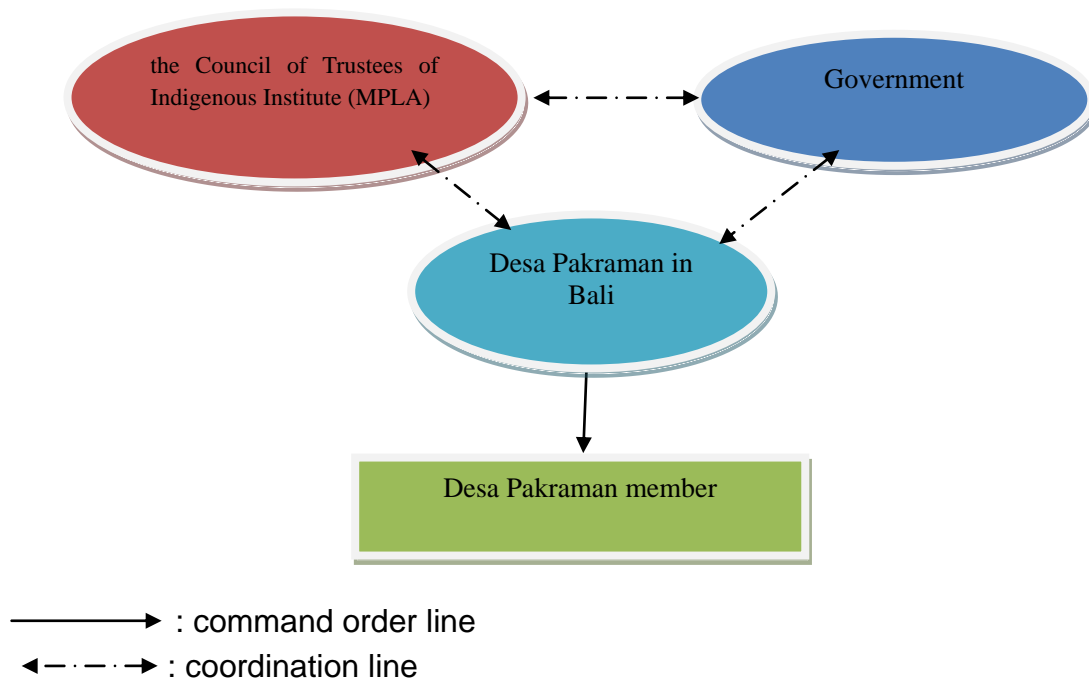 the Council of Trustees of
Indigenous Institute (MPLA)
Government
Desa Pakraman in
Bali
Desa Pakraman member
: command order line
: coordination line